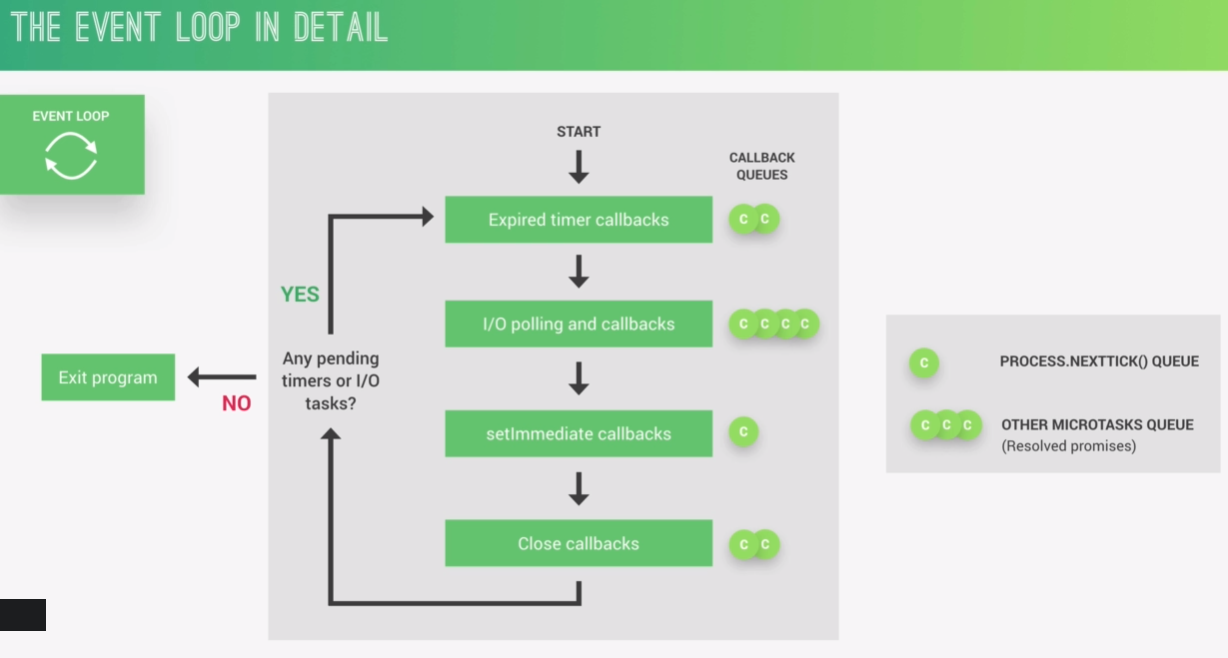 THE EVENT LOOP IN DETAIL
EVENT LOOP
START
CALLBACK
QUEUES
Expired timer callbacks
C C
YES
I/O polling and callbacks
C C C C
Any pending
timers or I/O
tasks?
Exit program
NO
setImmediate callbacks
C
Close callbacks
C C
C
PROCESS.NEXTTICK() QUEUE
C C C
OTHER MICROTASKS QUEUE
(Resolved promises)